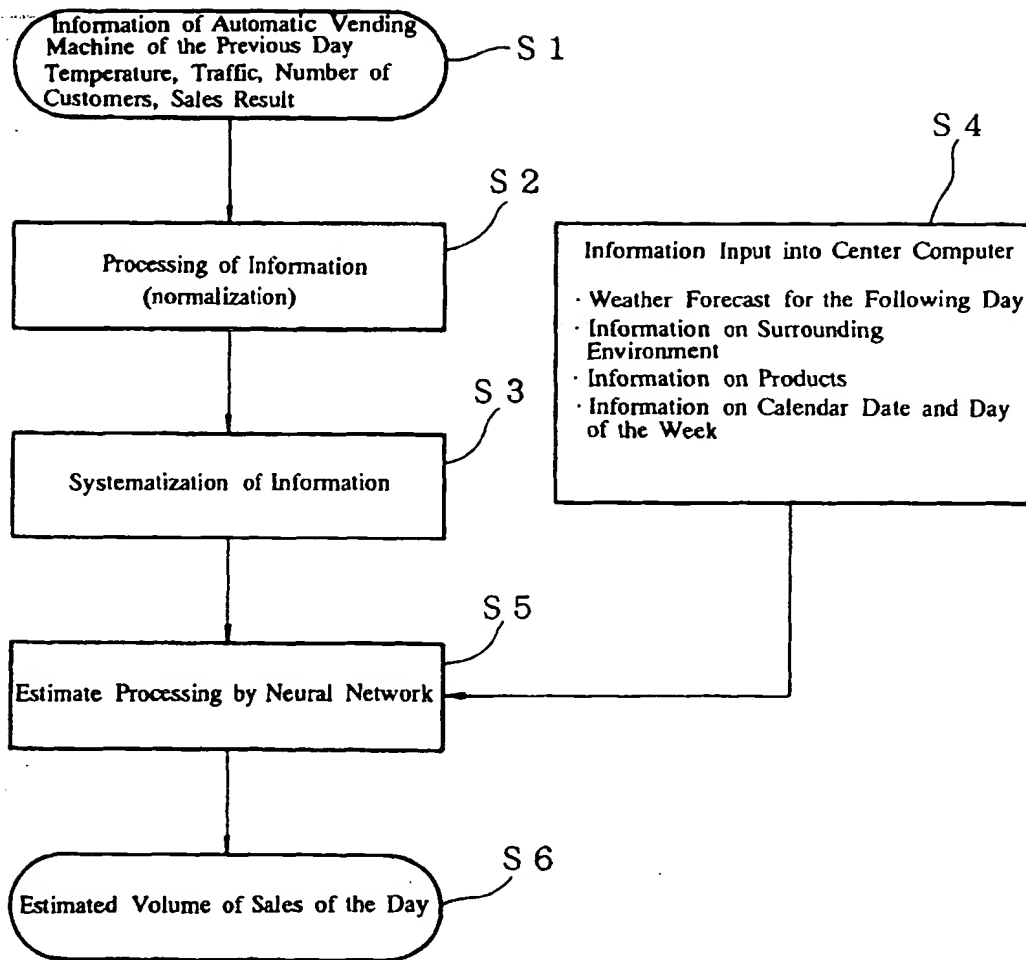 Information of Automatic Vending
Machine of the Previous Day
Temperature, Traffic, Number of
Customers, Sales Result
S 1
S 2
Processing of Information
(normalization)
S 3
Systematization of Information
S 4
Information Input into Center Computer
· Weather Forecast for the Following Day
· Information on Surrounding
Environment
· Information on Products
· Information on Calendar Date and Day
of the Week
S 5
Estimate Processing by Neural Network
S 6
Estimated Volume of Sales of the Day